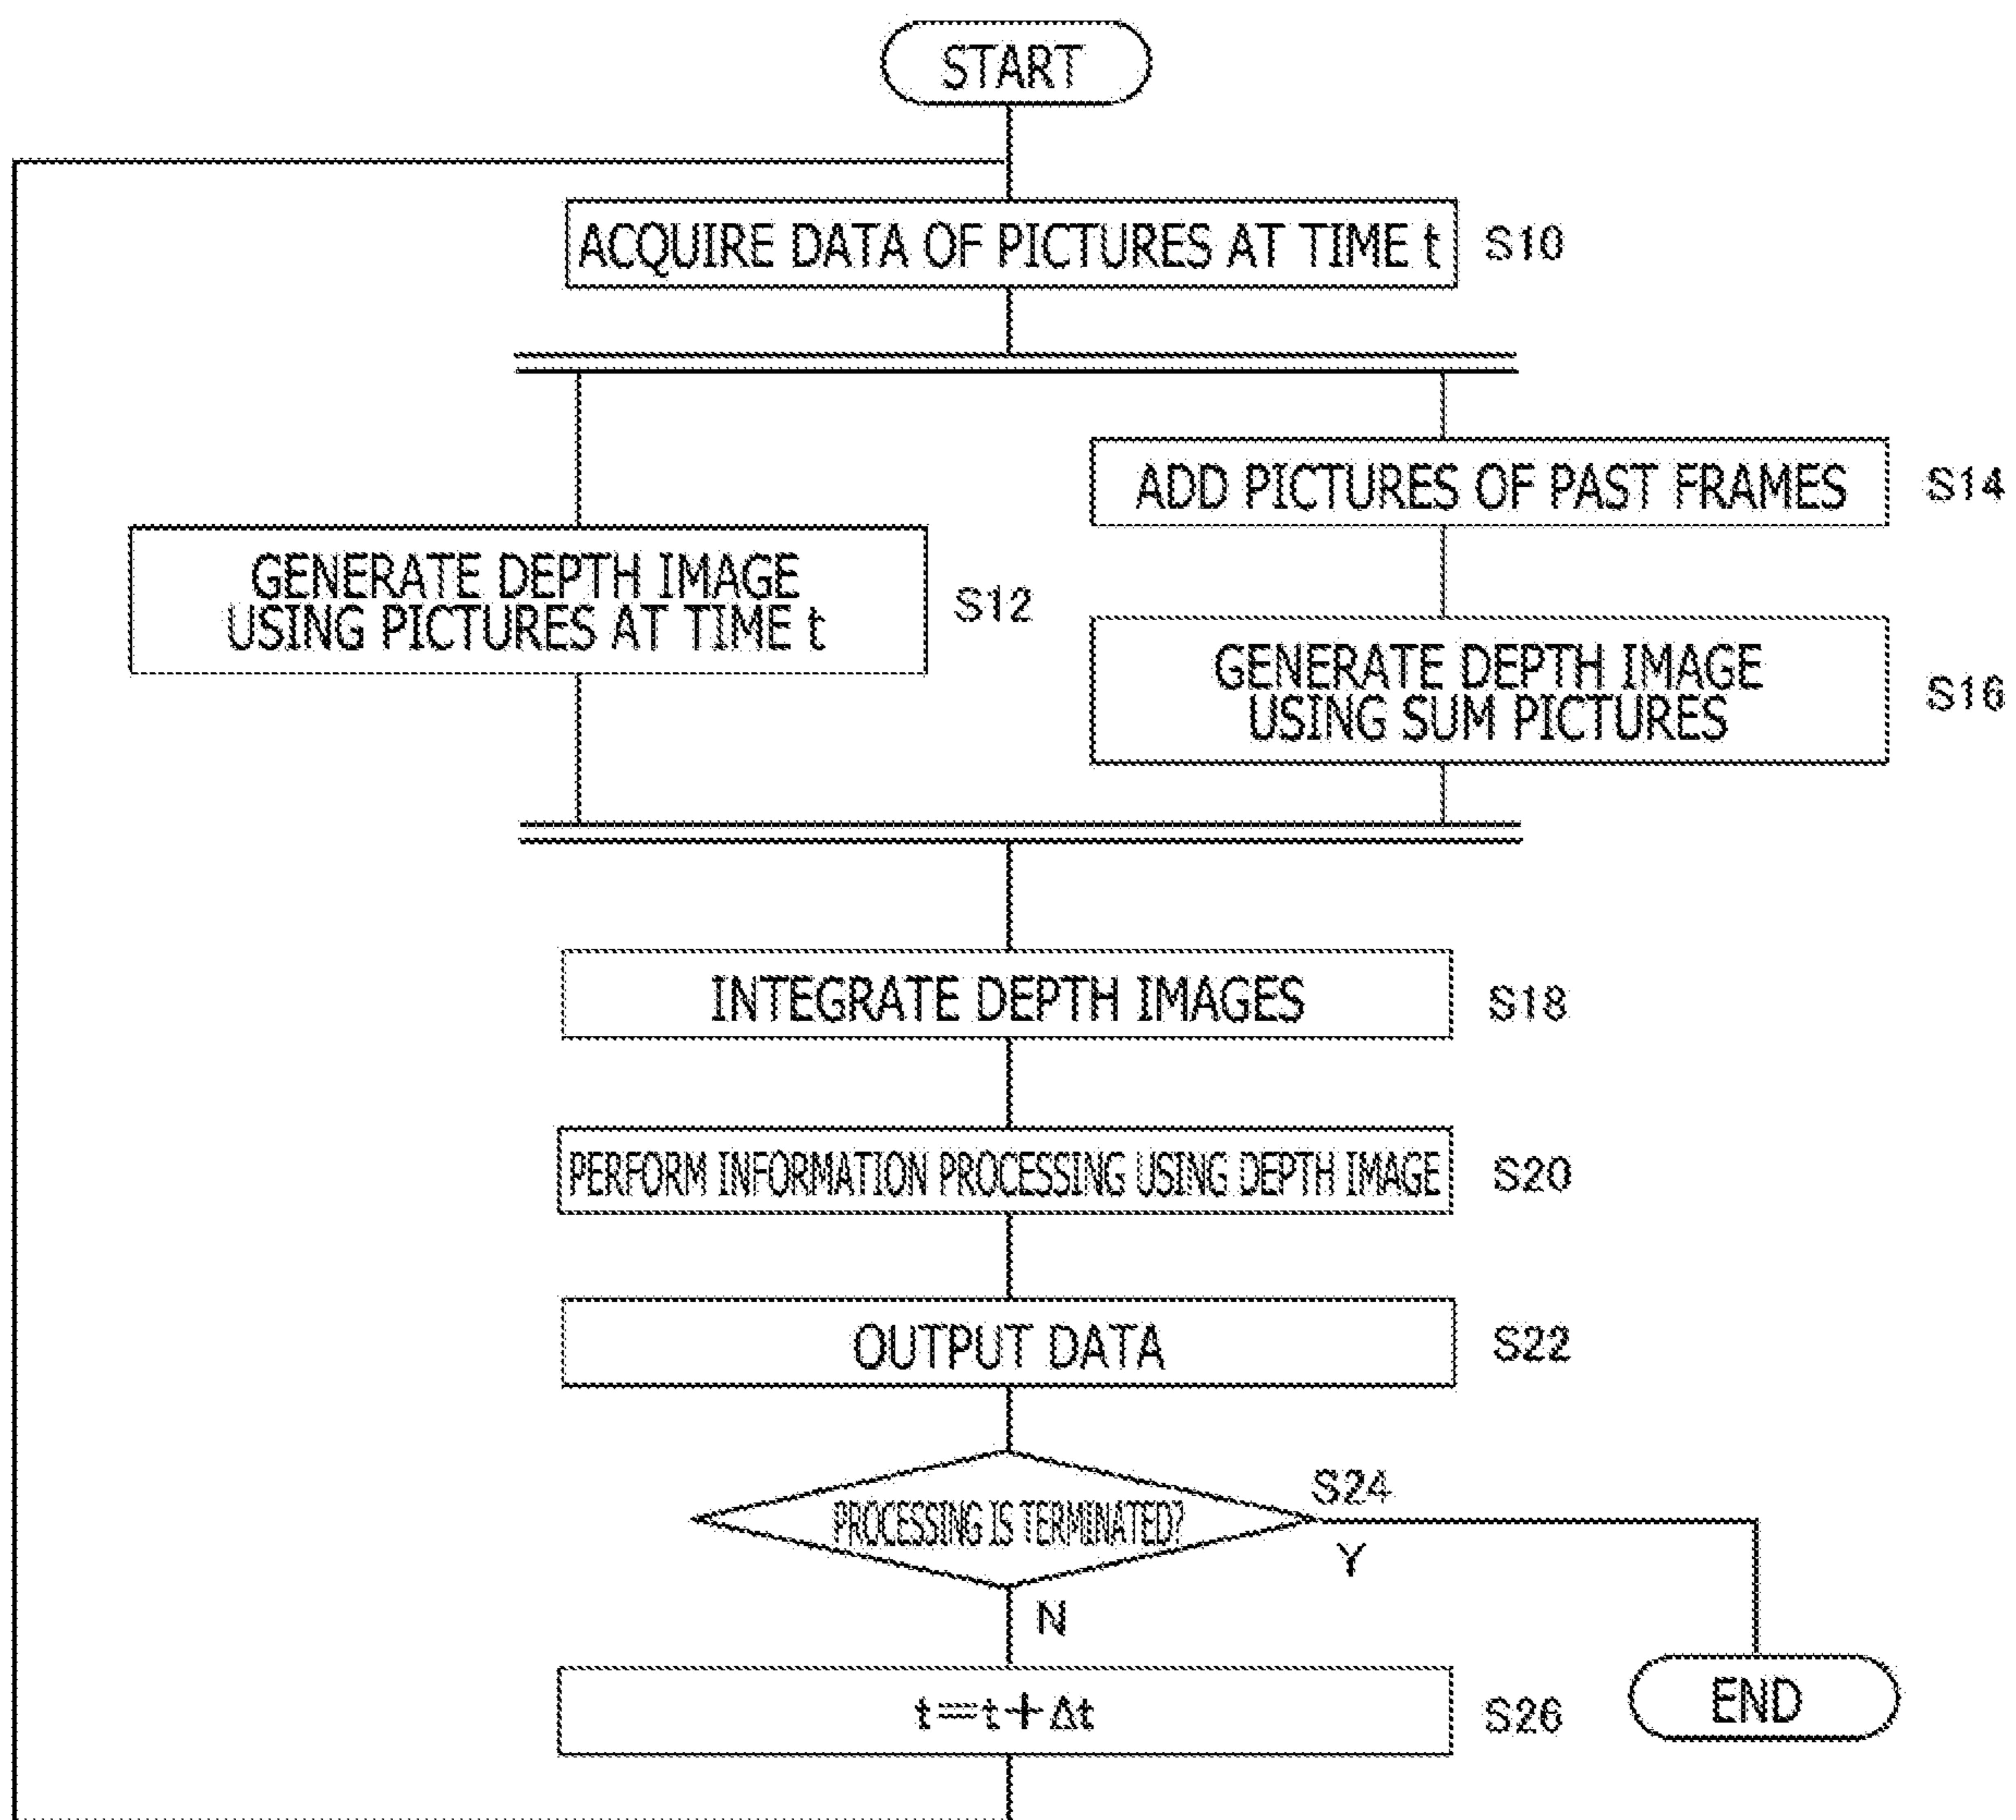 START
ACQUIRE DATA OF PICTURES AT TIME t
S10
ADD PICTURES OF PAST FRAMES
S14
GENERATE DEPTH IMAGE
USING PICTURES AT TIME t
S12
GENERATE DEPTH IMAGE
USING SUM PICTURES
S16
INTEGRATE DEPTH IMAGES
S18
PERFORM INFORMATION PROCESSING USING DEPTH IMAGE
S20
OUTPUT DATA
S22
PROCESSING IS TERMINATED?
S24
Y
N
t=t+Δt
S26
END